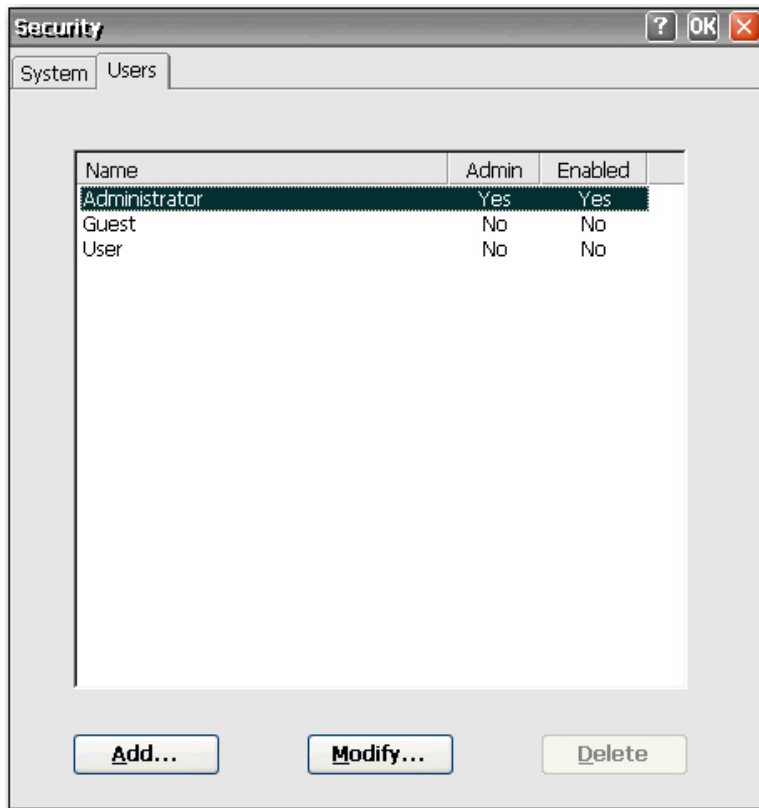 Security ? OK
System Users
Name Admin Enabled
Administrator Yes Yes
Guest No No
User No No
Add... Modify... Delete